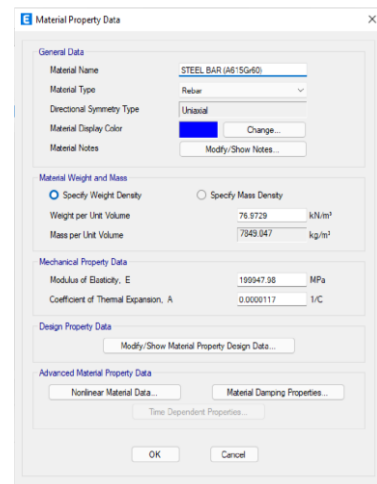 E Material Property Data X
General Data
Material Name STEEL BAR (A615Gr60)
Material Type Rebar
Directional Symmetry Type Uniaxial
Material Display Color Change...
Material Notes Modify/Show Notes...
Material Weight and Mass
Specify Weight Density Specify Mass Density
Weight per Unit Volume 76.9729 kN/m³
Mass per Unit Volume 7849.047 kg/m³
Mechanical Property Data
Modulus of Elasticity, E 199947.98 MPa
Coefficient of Thermal Expansion, A 0.0000117 1/C
Design Property Data
Modify/Show Material Property Design Data...
Advanced Material Property Data
Nonlinear Material Data... Material Damping Properties...
Time Dependent Properties...
OK Cancel